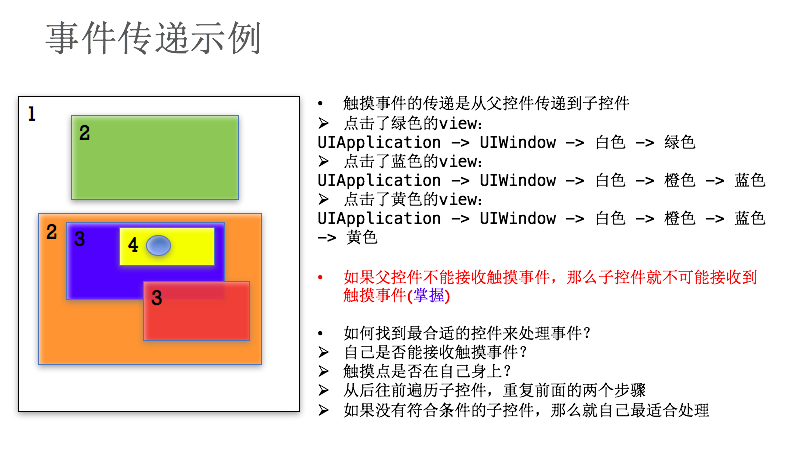 事件传递示例
1
2
2
3
4
3
• 触摸事件的传递是从父控件传递到子控件
➢ 点击了绿色的view：
UIApplication -> UIWindow -> 白色 -> 绿色
➢ 点击了蓝色的view：
UIApplication -> UIWindow -> 白色 -> 橙色 -> 蓝色
➢ 点击了黄色的view：
UIApplication -> UIWindow -> 白色 -> 橙色 -> 蓝色
-> 黄色
• 如果父控件不能接收触摸事件，那么子控件就不可能接收到
触摸事件(掌握)
• 如何找到最合适的控件来处理事件？
➢ 自己是否能接收触摸事件？
➢ 触摸点是否在自己身上？
➢ 从后往前遍历子控件，重复前面的两个步骤
➢ 如果没有符合条件的子控件，那么就自己最适合处理